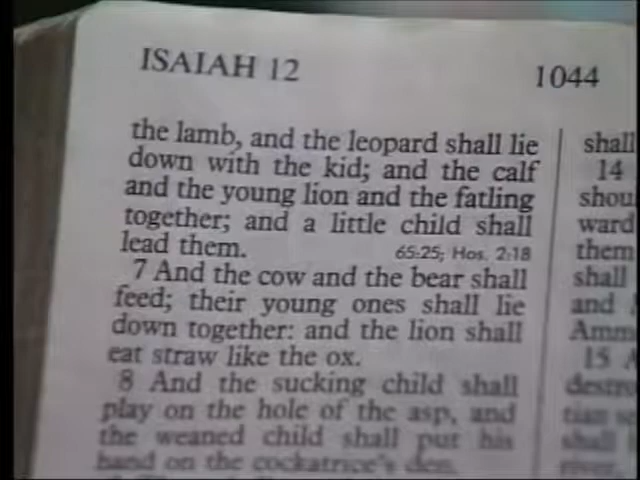 ISAIAH 12
1044
the lamb, and the leopard shall lie
down with the kid; and the calf
and the young lion and the fatling
together; and a little child shall
lead them. 65:25; Hos. 2:18
7 And the cow and the bear shall
feed; their young ones shall lie
down together: and the lion shall
eat straw like the ox.
8 And the sucking child shall
play on the hole of the asp, and
the weaned child shall put his
hand on the cockatrice's den.
shall
14
shou
ward
them
shall
and
Amm
15
destro
tian
shall
river,